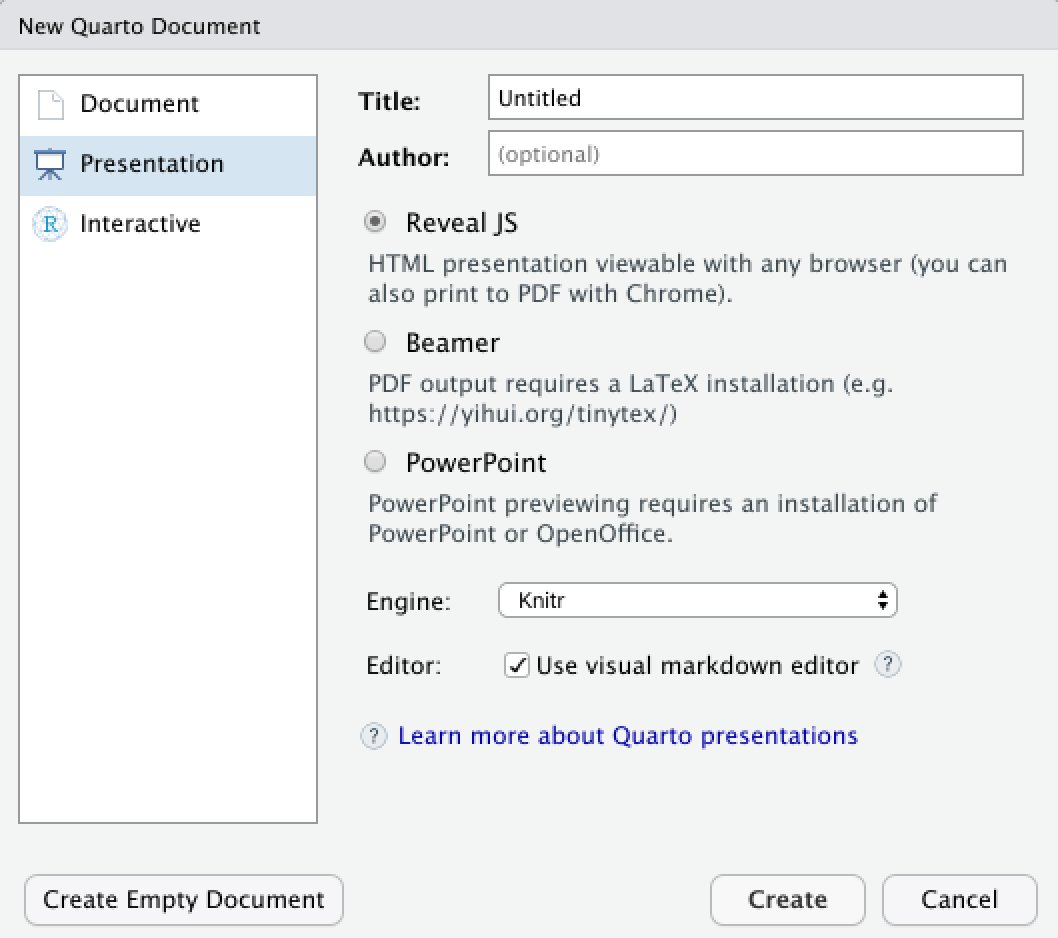 New Quarto Document
Document
Presentation
Interactive
Title:
Untitled
Author:
(optional)
Reveal JS
HTML presentation viewable with any browser (you can
also print to PDF with Chrome).
Beamer
PDF output requires a LaTeX installation (e.g.
https://yihui.org/tinytex/)
PowerPoint
PowerPoint previewing requires an installation of
PowerPoint or OpenOffice.
Engine:
Knitr
Editor:
Use visual markdown editor ?
? Learn more about Quarto presentations
Create Empty Document
Create
Cancel